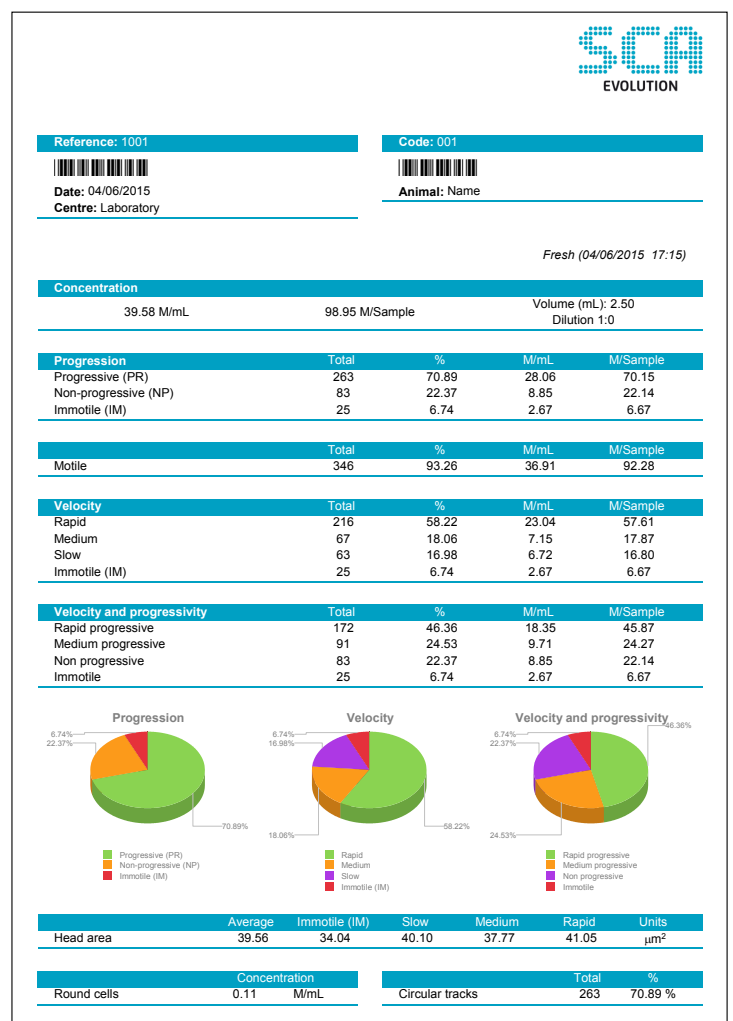 SCA
EVOLUTION
Reference: 1001
Code: 001
Date: 04/06/2015
Centre: Laboratory
Animal: Name
Fresh (04/06/2015 17:15)
Concentration
39.58 M/mL 98.95 M/Sample Volume (mL): 2.50
Dilution 1:0
Progression Total % M/mL M/Sample
Progressive (PR) 263 70.89 28.06 70.15
Non-progressive (NP) 83 22.37 8.85 22.14
Immotile (IM) 25 6.74 2.67 6.67
Total % M/mL M/Sample
Motile 346 93.26 36.91 92.28
Velocity Total % M/mL M/Sample
Rapid 216 58.22 23.04 57.61
Medium 67 18.06 7.15 17.87
Slow 63 16.98 6.72 16.80
Immotile (IM) 25 6.74 2.67 6.67
Velocity and progressivity Total % M/mL M/Sample
Rapid progressive 172 46.36 18.35 45.87
Medium progressive 91 24.53 9.71 24.27
Non progressive 83 22.37 8.85 22.14
Immotile 25 6.74 2.67 6.67
Progression
6.74%
22.37%
70.89%
Progressive (PR)
Non-progressive (NP)
Immotile (IM)
Velocity
6.74%
16.98%
18.06%
58.22%
Rapid
Medium
Slow
Immotile (IM)
Velocity and progressivity
46.36%
6.74%
22.37%
24.53%
Rapid progressive
Medium progressive
Non progressive
Immotile
Average Immotile (IM) Slow Medium Rapid Units
Head area 39.56 34.04 40.10 37.77 41.05 µm²
Concentration
Round cells 0.11 M/mL
Total %
Circular tracks 263 70.89 %